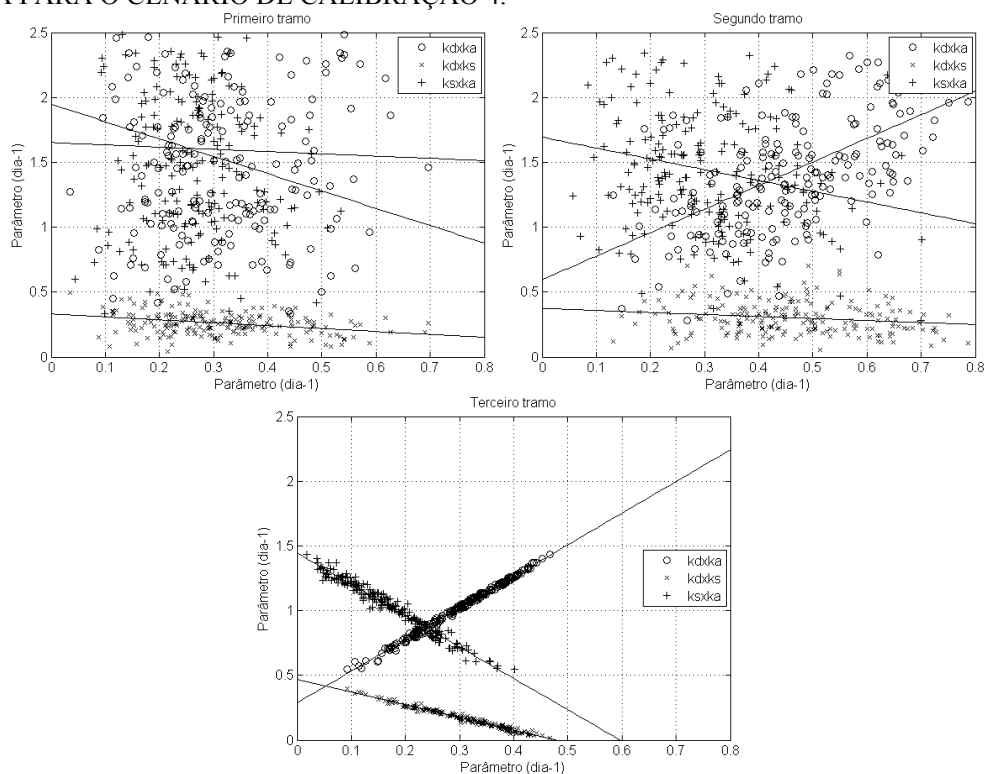 PARA O CENÁRIO DE CALIBRAÇÃO 4.
Primeiro tramo
2.5
2
1.5
1
0.5
0
0 0.1 0.2 0.3 0.4 0.5 0.6 0.7 0.8
Parâmetro (dia-1)
Parâmetro (dia-1)
kdxka
kdxks
ksxka
Segundo tramo
2.5
2
1.5
1
0.5
0
0 0.1 0.2 0.3 0.4 0.5 0.6 0.7 0.8
Parâmetro (dia-1)
Parâmetro (dia-1)
kdxka
kdxks
ksxka
Terceiro tramo
2.5
2
1.5
1
0.5
0
0 0.1 0.2 0.3 0.4 0.5 0.6 0.7 0.8
Parâmetro (dia-1)
Parâmetro (dia-1)
kdxka
kdxks
ksxka